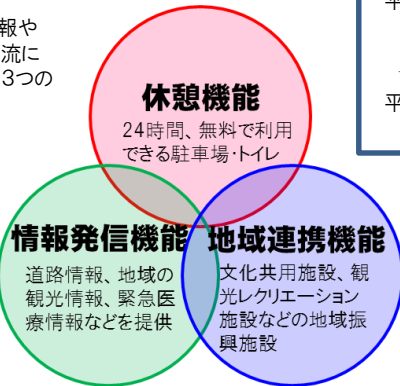 報や
流に
3つの
平
平
休憩機能
24時間、無料で利用
できる駐車場・トイレ
情報発信機能
道路情報、地域の
観光情報、緊急医
療情報などを提供
地域連携機能
文化共用施設、観
光レクリエーション
施設などの地域振
興施設